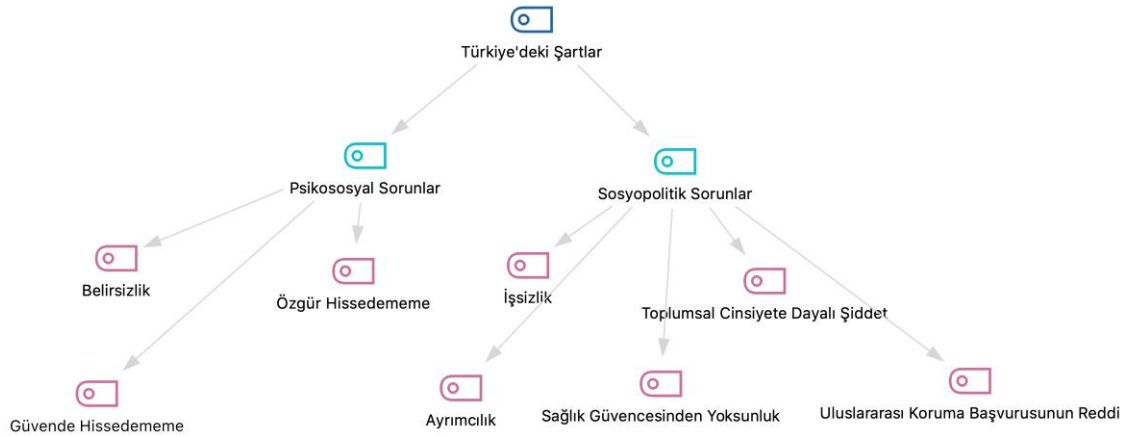 Türkiye'deki Şartlar
Psikososyal Sorunlar
Sosyopolitik Sorunlar
Belirsizlik
Özgür Hissedememe
İşsizlik
Toplumsal Cinsiyete Dayalı Şiddet
Güvende Hissedememe
Ayrımcılık
Sağlık Güvencesinden Yoksunluk
Uluslararası Koruma Başvurusunun Reddi